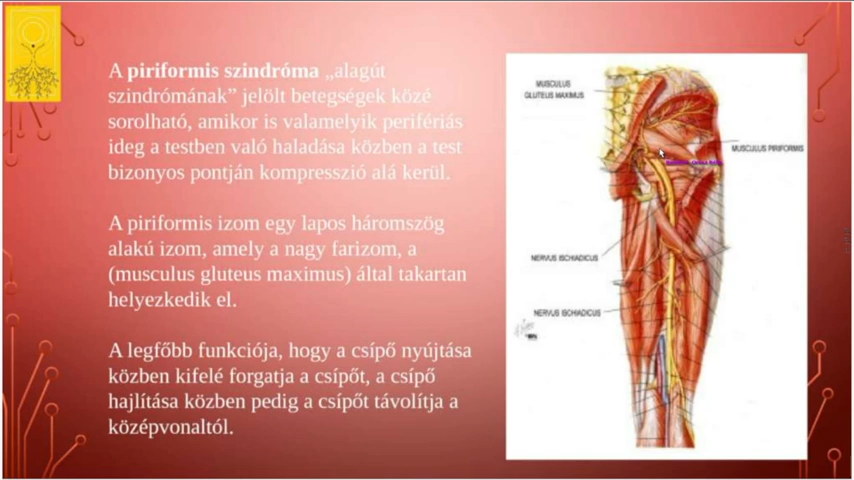 A piriformis szindróma „alagút
szindrómának” jelölt betegségek közé
sorolható, amikor is valamelyik perifériás
ideg a testben való haladása közben a test
bizonyos pontján kompresszió alá kerül.
A piriformis izom egy lapos háromszög
alakú izom, amely a nagy farizom, a
(musculus gluteus maximus) által takartan
helyezkedik el.
A legfőbb funkciója, hogy a csípő nyújtása
közben kifelé forgatja a csípőt, a csípő
hajlítása közben pedig a csípőt távolítja a
középvonaltól.
MUSCULUS
GLUTEUS MAXIMUS
MUSCULUS PIRIFORMIS
NERVUS ISCHIADICUS
NERVUS ISCHIADICUS